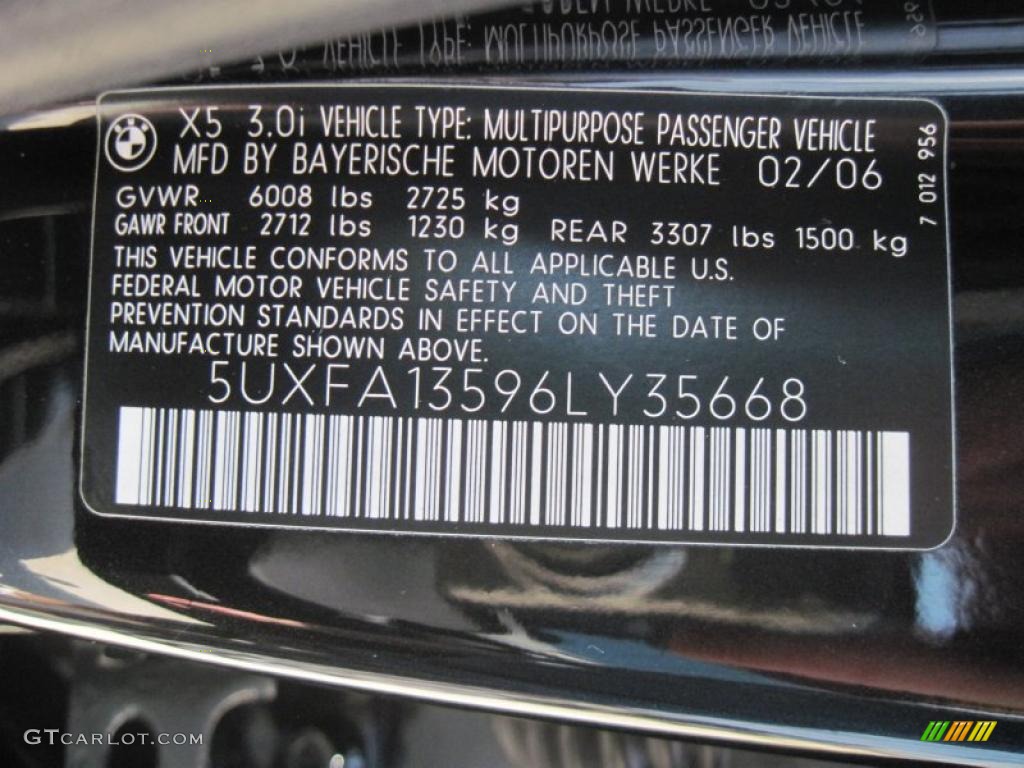 X5 3.0i VEHICLE TYPE: MULTIPURPOSE PASSENGER VEHICLE
MFD BY BAYERISCHE MOTOREN WERKE 02/06
GVWR 6008 lbs 2725 kg
GAWR FRONT 2712 lbs 1230 kg REAR 3307 lbs 1500 kg
THIS VEHICLE CONFORMS TO ALL APPLICABLE U.S.
FEDERAL MOTOR VEHICLE SAFETY AND THEFT
PREVENTION STANDARDS IN EFFECT ON THE DATE OF
MANUFACTURE SHOWN ABOVE.
5UXFA13596LY35668
7 012 956
BMW
GTCARLOT.COM